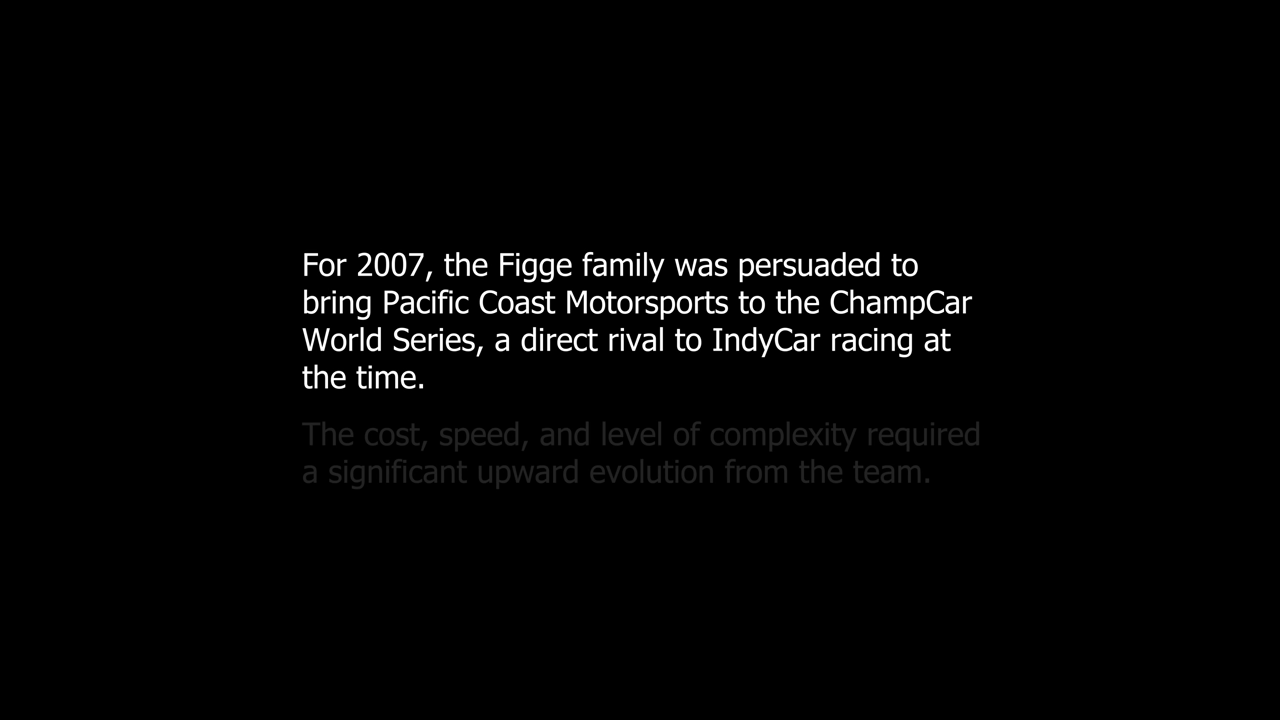 For 2007, the Figge family was persuaded to
bring Pacific Coast Motorsports to the ChampCar
World Series, a direct rival to IndyCar racing at
the time.
The cost, speed, and level of complexity required
a significant upward evolution from the team.